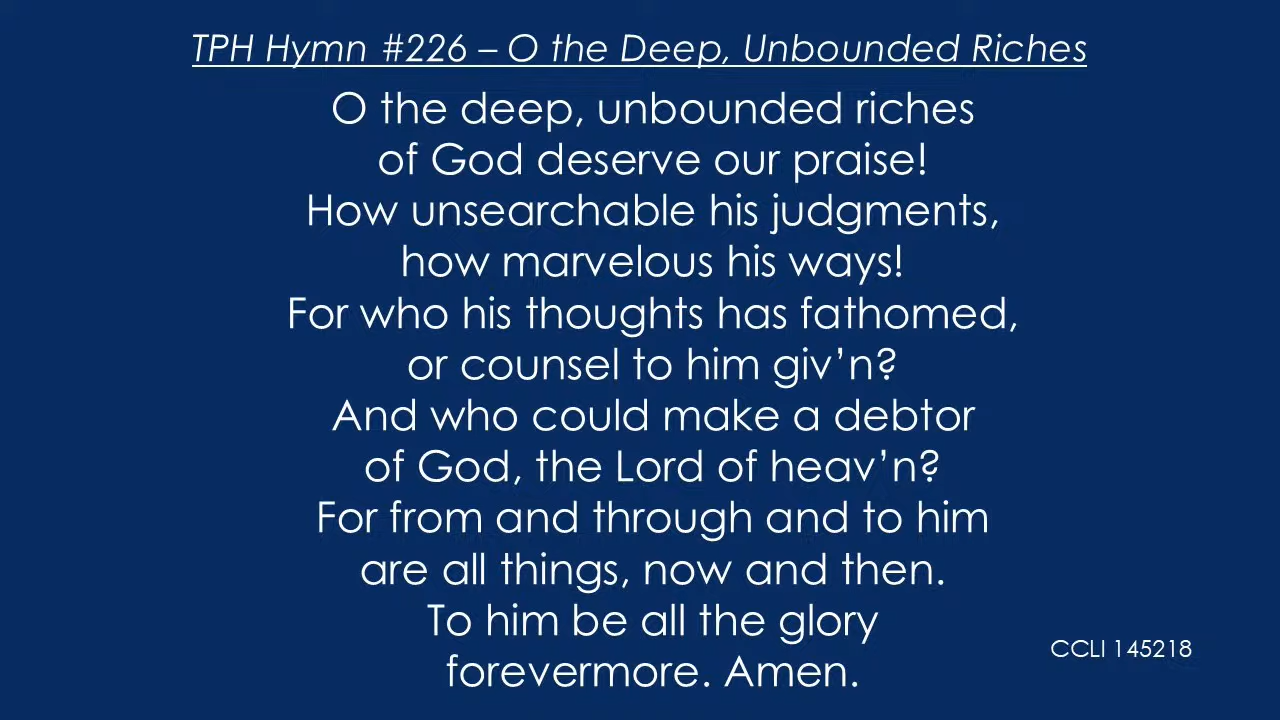 TPH Hymn #226 – O the Deep, Unbounded Riches
O the deep, unbounded riches
of God deserve our praise!
How unsearchable his judgments,
how marvelous his ways!
For who his thoughts has fathomed,
or counsel to him giv’n?
And who could make a debtor
of God, the Lord of heav’n?
For from and through and to him
are all things, now and then.
To him be all the glory
forevermore. Amen.
CCLI 145218